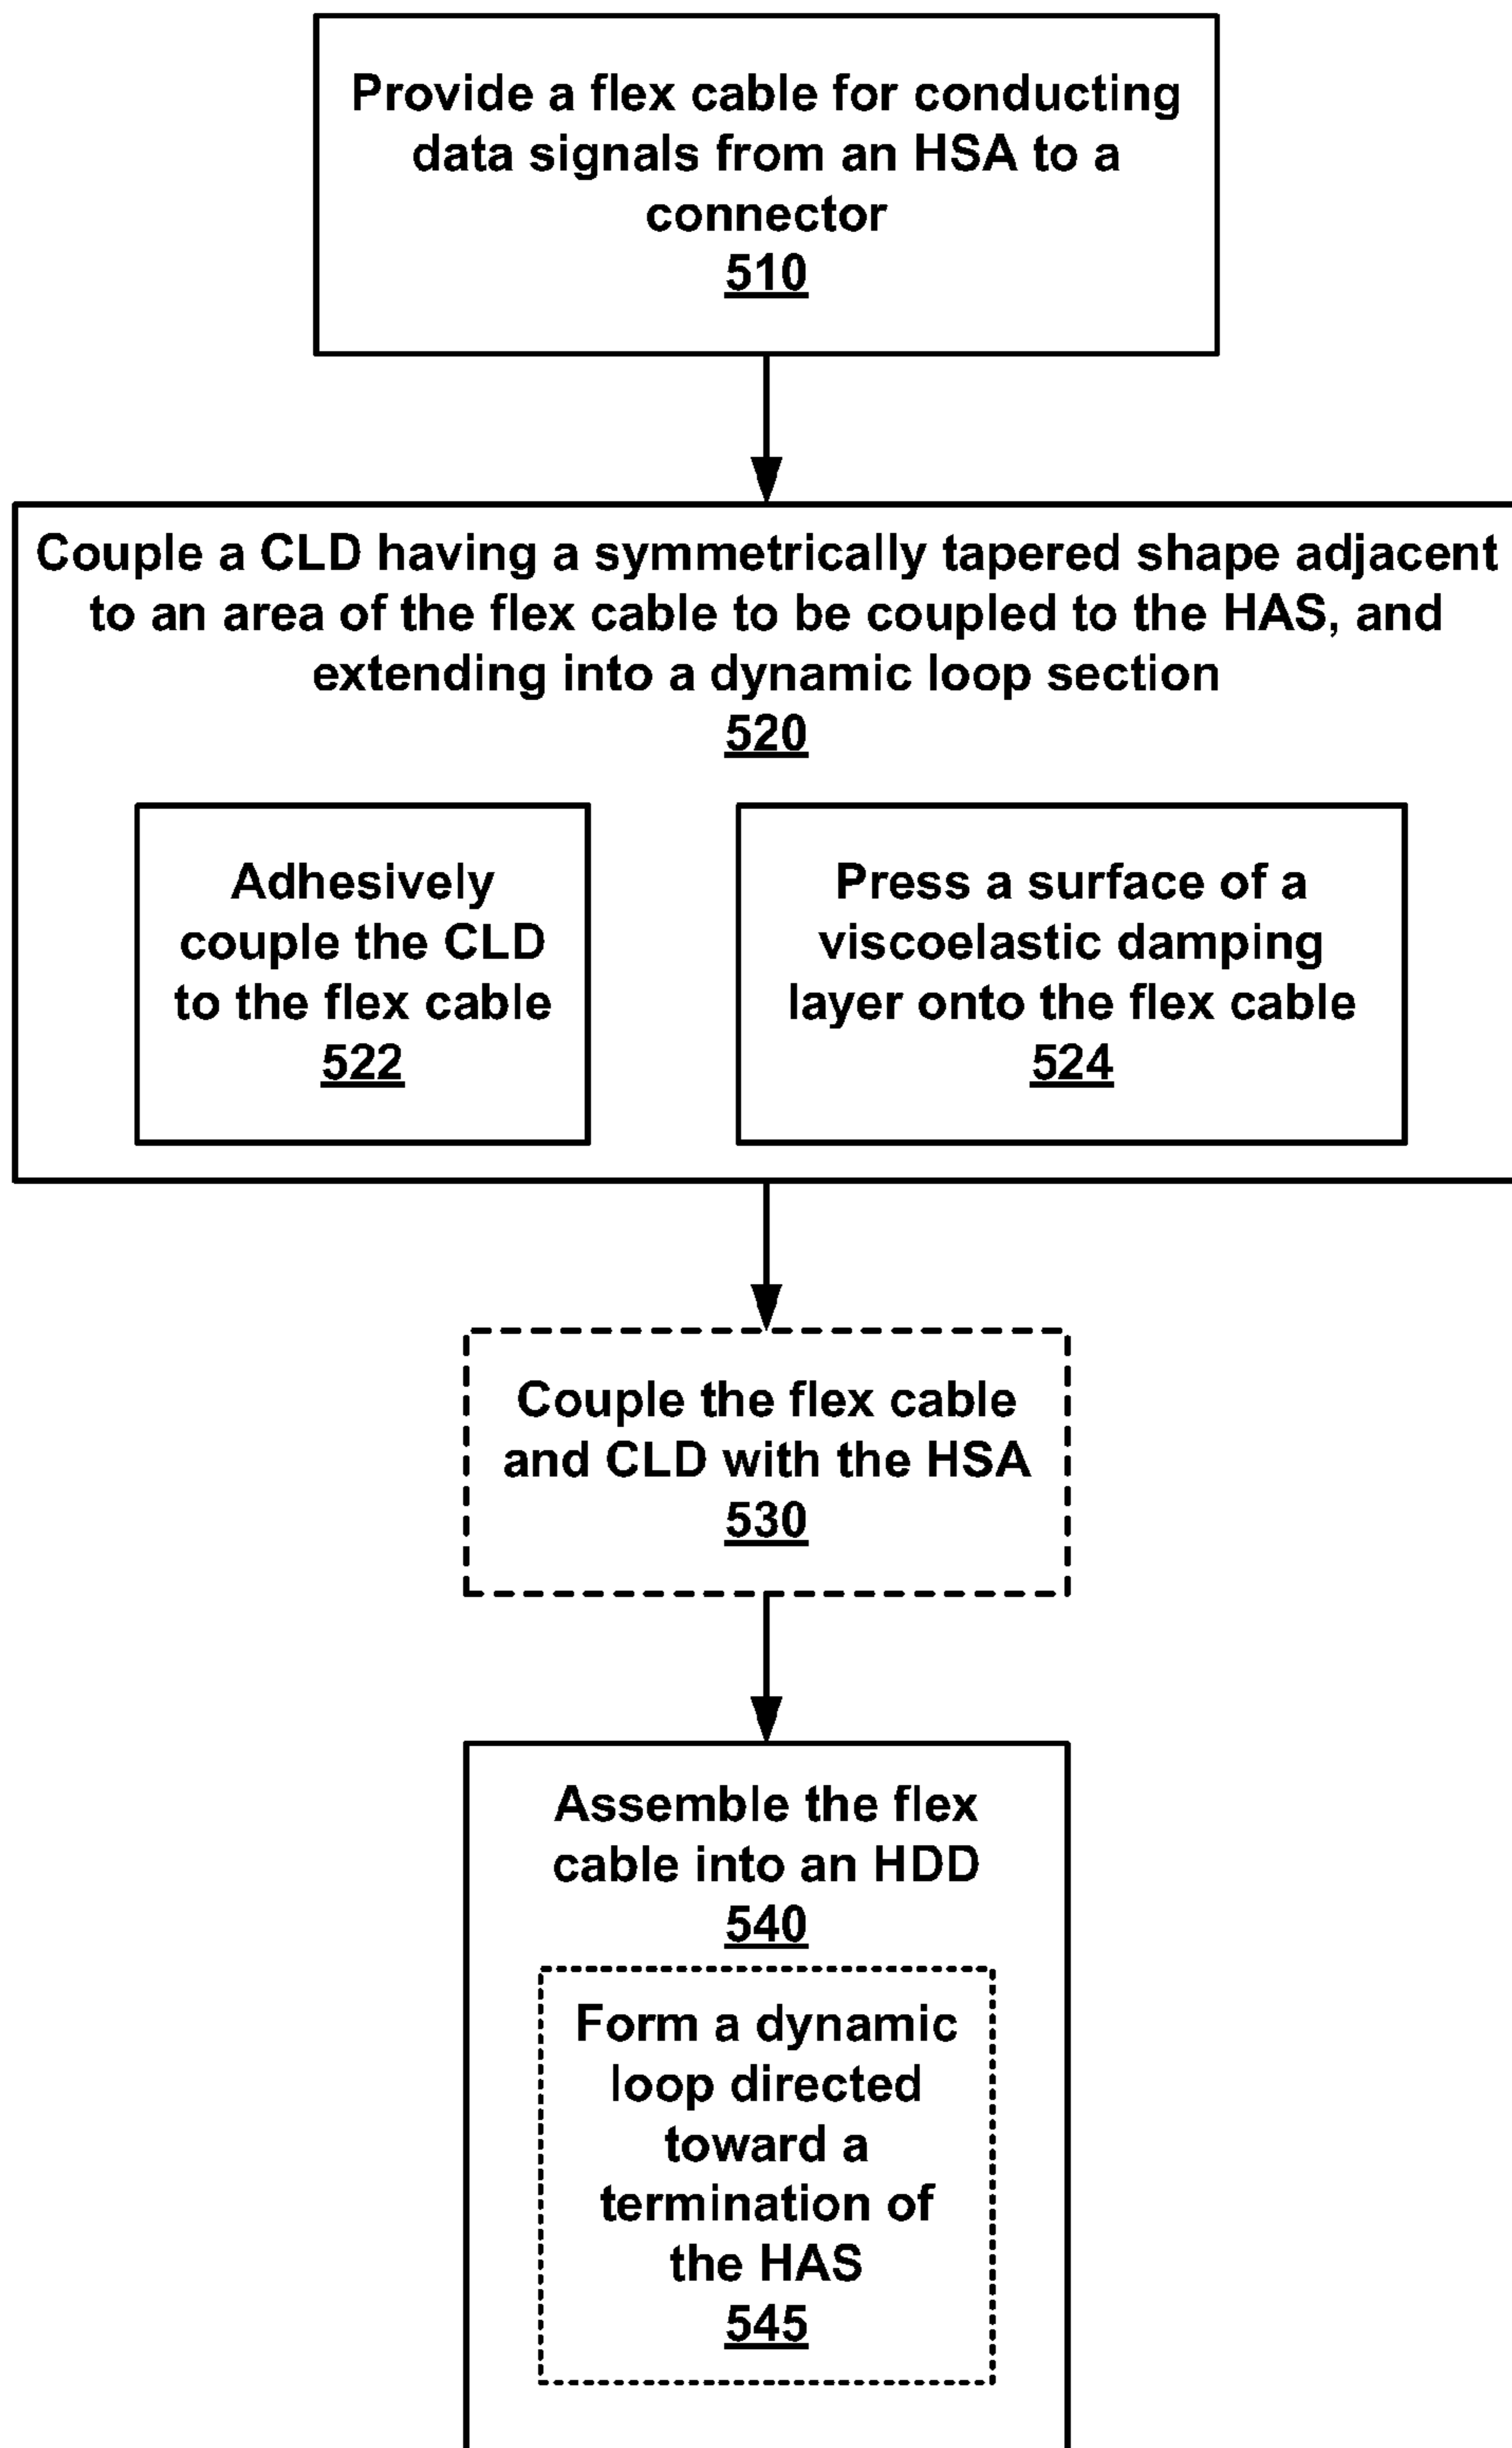 Provide a flex cable for conducting
data signals from an HSA to a
connector
510
Couple a CLD having a symmetrically tapered shape adjacent
to an area of the flex cable to be coupled to the HAS, and
extending into a dynamic loop section
520
Adhesively
couple the CLD
to the flex cable
522
Press a surface of a
viscoelastic damping
layer onto the flex cable
524
Couple the flex cable
and CLD with the HSA
530
Assemble the flex
cable into an HDD
540
Form a dynamic
loop directed
toward a
termination of
the HAS
545